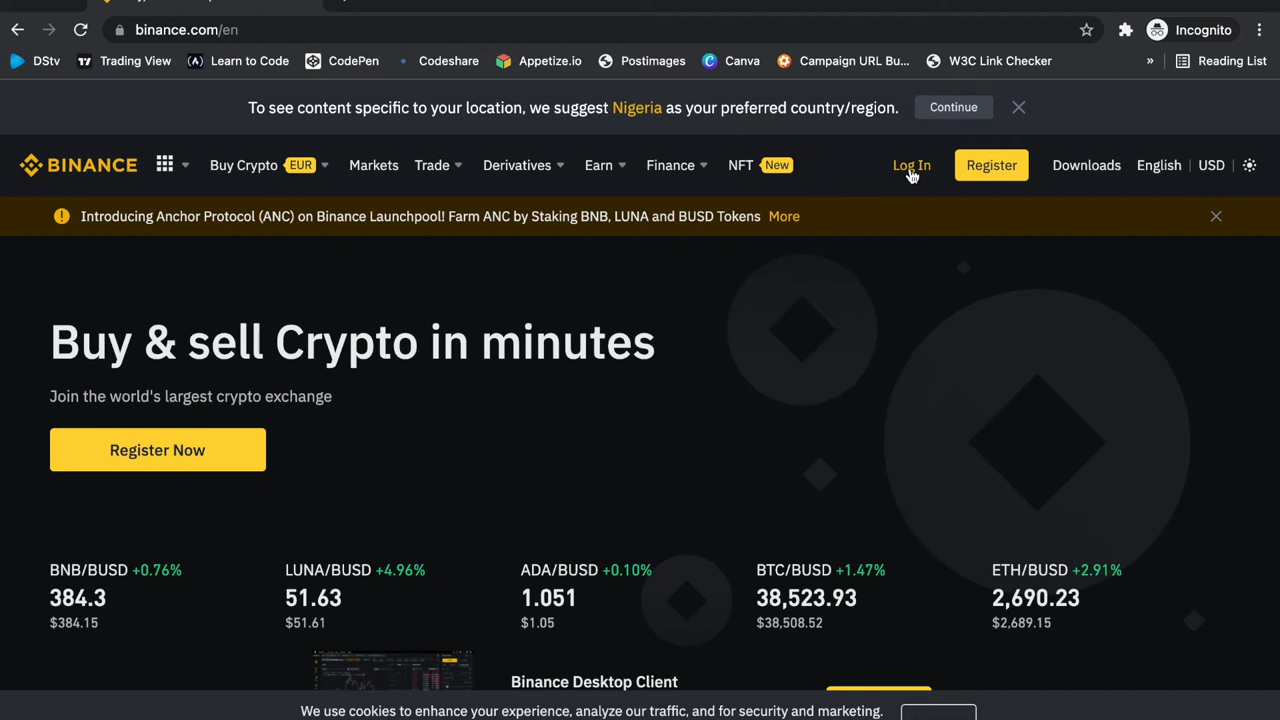 binance.com/en
Incognito
DStv
Trading View
Learn to Code
CodePen
Codeshare
Appetize.io
Postimages
Canva
Campaign URL Bu...
W3C Link Checker
»
Reading List
To see content specific to your location, we suggest Nigeria as your preferred country/region.
Continue
BINANCE
Buy Crypto EUR
Markets
Trade
Derivatives
Earn
Finance
NFT New
Log In
Register
Downloads
English | USD
Introducing Anchor Protocol (ANC) on Binance Launchpool! Farm ANC by Staking BNB, LUNA and BUSD Tokens More
Buy & sell Crypto in minutes
Join the world's largest crypto exchange
Register Now
BNB/BUSD +0.76%
384.3
$384.15
LUNA/BUSD +4.96%
51.63
$51.61
ADA/BUSD +0.10%
1.051
$1.05
BTC/BUSD +1.47%
38,523.93
$38,508.52
ETH/BUSD +2.91%
2,690.23
$2,689.15
Binance Desktop Client
We use cookies to enhance your experience, analyze our traffic, and for security and marketing.